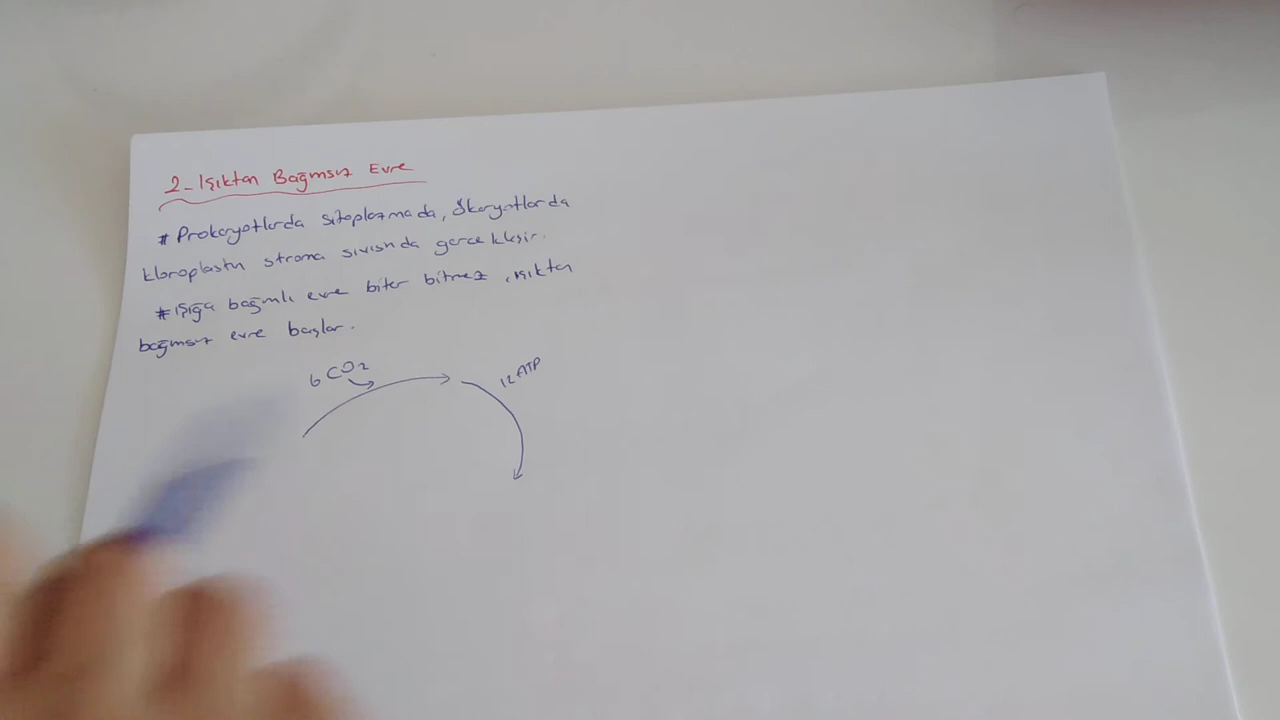 2- Işıktan Bağmsız Evre
# Prokaryotlarda sitoplazmada, Ökaryotlarda
kloroplastın stroma sıvısında gerçekleşir.
# Işığa bağımlı evre biter bitmez, ışıktan
bağımsız evre başlar.
6 CO2
12 ATP